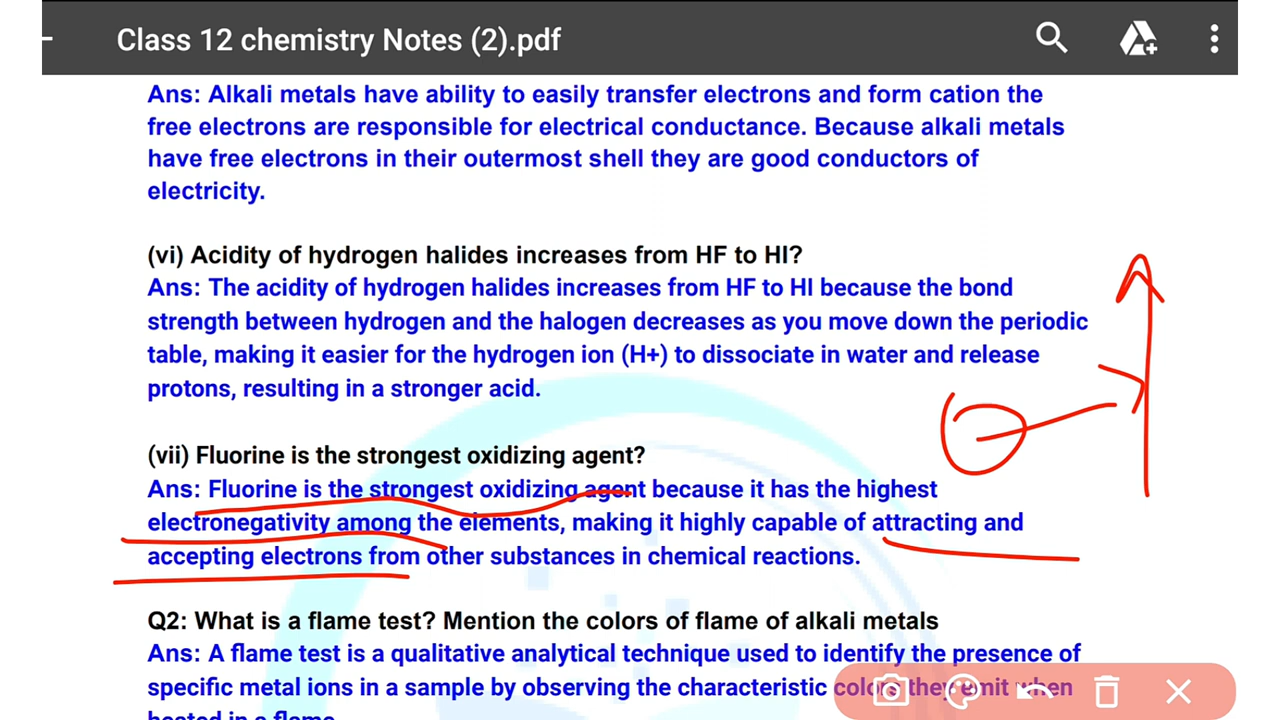 Class 12 chemistry Notes (2).pdf
Ans: Alkali metals have ability to easily transfer electrons and form cation the
free electrons are responsible for electrical conductance. Because alkali metals
have free electrons in their outermost shell they are good conductors of
electricity.
(vi) Acidity of hydrogen halides increases from HF to HI?
Ans: The acidity of hydrogen halides increases from HF to HI because the bond
strength between hydrogen and the halogen decreases as you move down the periodic
table, making it easier for the hydrogen ion (H+) to dissociate in water and release
protons, resulting in a stronger acid.
(vii) Fluorine is the strongest oxidizing agent?
Ans: Fluorine is the strongest oxidizing agent because it has the highest
electronegativity among the elements, making it highly capable of attracting and
accepting electrons from other substances in chemical reactions.
Q2: What is a flame test? Mention the colors of flame of alkali metals
Ans: A flame test is a qualitative analytical technique used to identify the presence of
specific metal ions in a sample by observing the characteristic colors they emit when
heated in a flame